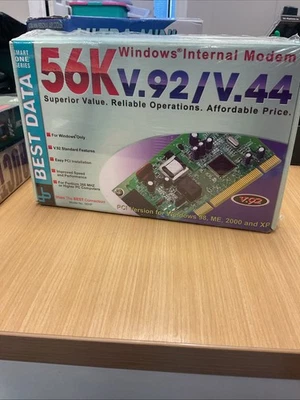 SMART
ONE
SERIES
BEST DATA
Windows® Internal Modem
56K V.92/V.44
Superior Value. Reliable Operations. Affordable Price.
For Windows Only
V.92 Standard Features
Easy PCI Installation
Improved Speed
and Performance
V.92
PCI Version for Windows 98, ME, 2000 and XP